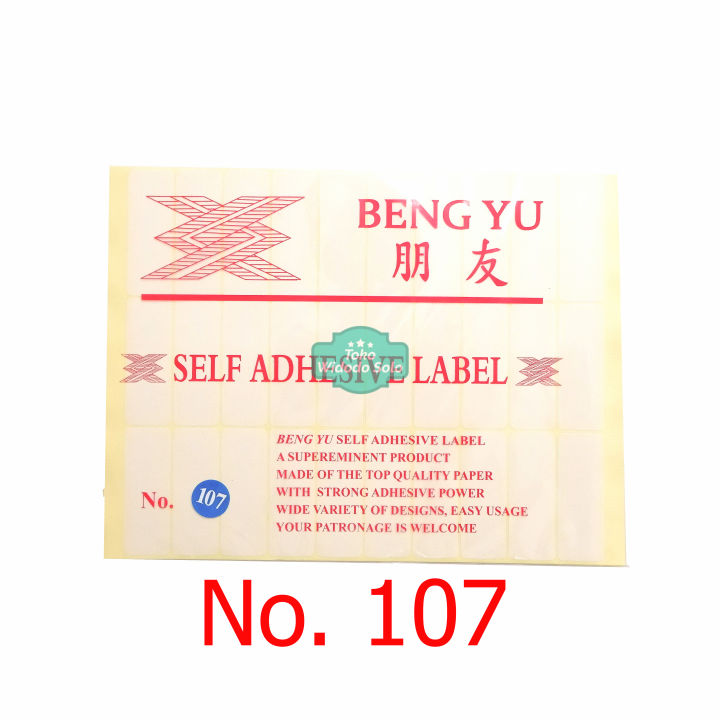 BENG YU
朋友
SELF ADHESIVE LABEL
Toko
Widodo Solo
BENG YU SELF ADHESIVE LABEL
A SUPEREMINENT PRODUCT
MADE OF THE TOP QUALITY PAPER
WITH STRONG ADHESIVE POWER
WIDE VARIETY OF DESIGNS, EASY USAGE
YOUR PATRONAGE IS WELCOME
No. 107
No. 107